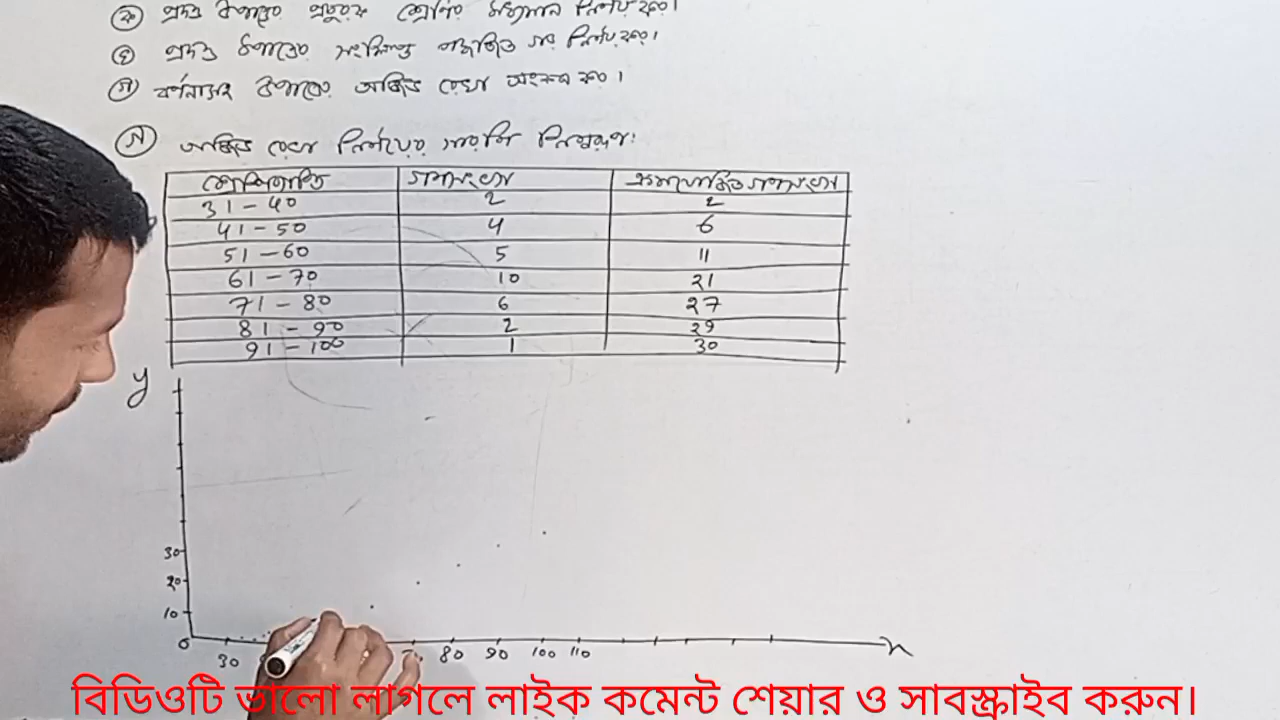 (ক) প্রদত্ত উপাত্তের প্রচুরক শ্রেণির মধ্যমান নির্ণয় কর।
(খ) প্রদত্ত উপাত্তের সংক্ষিপ্ত পদ্ধতিতে গড় নির্ণয় কর।
(গ) বর্ণনাসহ উপাত্তের অজিভ রেখা অংকন কর।
(গ) অজিভ রেখা নির্ণয়ের সারণি নিম্নরূপ:
শ্রেণিব্যাপ্তি গণসংখ্যা ক্রমযোজিত গণসংখ্যা
31 - 40 2 2
41 - 50 4 6
51 - 60 5 11
61 - 70 10 21
71 - 80 6 27
81 - 90 2 29
91 - 100 1 30
y
30
20
10
0
30 80 90 100 110 x
বিডিওটি ভালো লাগলে লাইক কমেন্ট শেয়ার ও সাবস্ক্রাইব করুন।